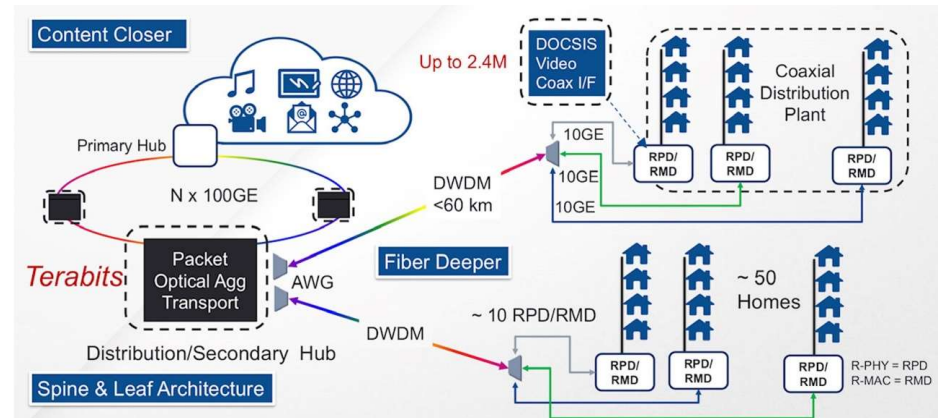 Content Closer
Primary Hub
N x 100GE
Terabits
Packet
Optical Agg
Transport
AWG
Distribution/Secondary Hub
Spine & Leaf Architecture
Up to 2.4M
DOCSIS
Video
Coax I/F
Coaxial
Distribution
Plant
10GE
10GE
10GE
RPD/
RMD
RPD/
RMD
RPD/
RMD
DWDM
<60 km
Fiber Deeper
DWDM
~ 10 RPD/RMD
~ 50
Homes
RPD/
RMD
RPD/
RMD
RPD/
RMD
R-PHY = RPD
R-MAC = RMD